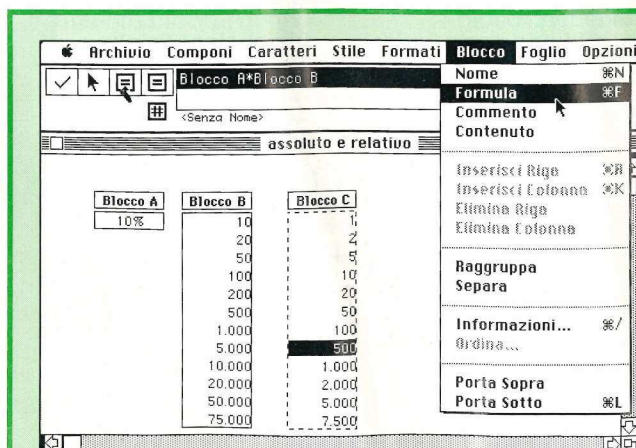 Archivio Componi Caratteri Stile Formati Blocco Foglio Opzioni
Blocco A*Blocco B
<Senza Nome>
Nome ⌘N
Formula ⌘F
Commento
Contenuto
Inserisci Riga ⌘R
Inserisci Colonna ⌘K
Elimina Riga
Elimina Colonna
Raggruppa
Separa
Informazioni... ⌘/
Ordina...
Porta Sopra
Porta Sotto ⌘L
assoluto e relativo
Blocco A Blocco B Blocco C
10% 10 1
20 2
50 5
100 10
200 20
500 50
1.000 100
5.000 500
10.000 1.000
20.000 2.000
50.000 5.000
75.000 7.500